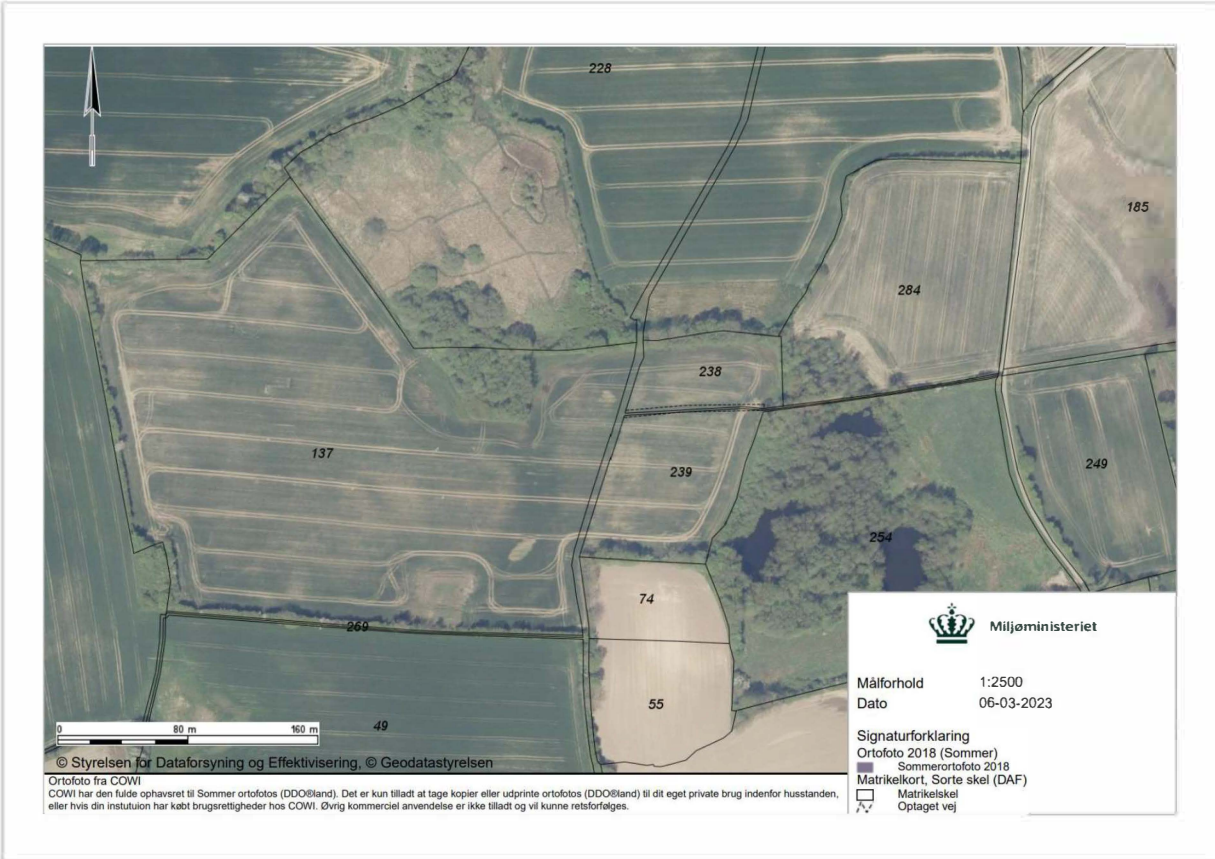 228
185
284
238
137
239
249
254
74
269
55
49
0 80 m 160 m
© Styrelsen for Dataforsyning og Effektivisering, © Geodatastyrelsen
Ortofoto fra COWI
COWI har den fulde ophavsret til Sommer ortofotos (DDO®land). Det er kun tilladt at tage kopier eller udprinte ortofotos (DDO®land) til dit eget private brug indenfor husstanden,
eller hvis din instutuion har købt brugsrettigheder hos COWI. Øvrig kommerciel anvendelse er ikke tilladt og vil kunne retsforfølges.
Miljøministeriet
Målforhold 1:2500
Dato 06-03-2023
Signaturforklaring
Ortofoto 2018 (Sommer)
Sommerortofoto 2018
Matrikelkort, Sorte skel (DAF)
Matrikelskel
Optaget vej